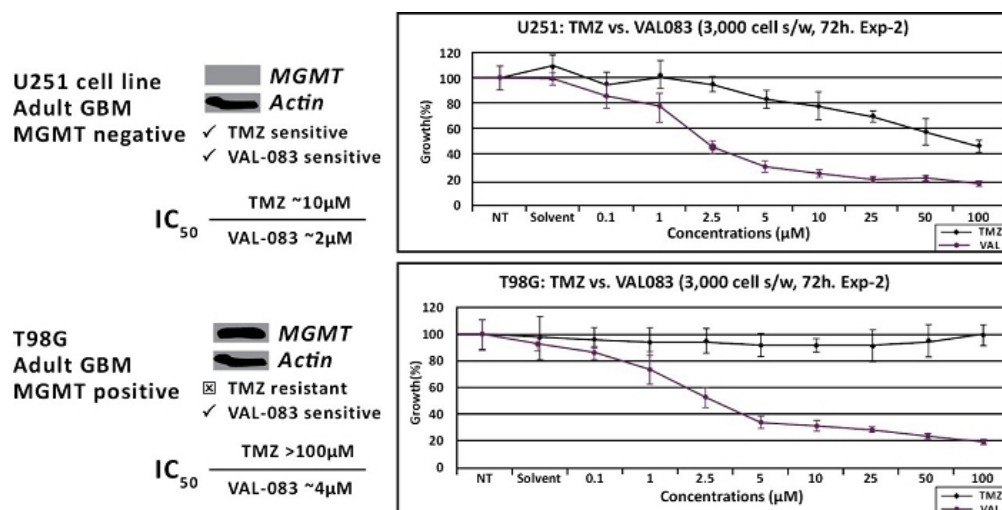 U251 cell line
Adult GBM
MGMT negative
MGMT
Actin
✓ TMZ sensitive
✓ VAL-083 sensitive
IC50
TMZ ~10µM
VAL-083 ~2µM
U251: TMZ vs. VAL083 (3,000 cell s/w, 72h. Exp-2)
Growth(%)
120
100
80
60
40
20
0
NT Solvent 0.1 1 2.5 5 10 25 50 100
Concentrations (µM)
TMZ
VAL
T98G
Adult GBM
MGMT positive
MGMT
Actin
☒ TMZ resistant
✓ VAL-083 sensitive
IC50
TMZ >100µM
VAL-083 ~4µM
T98G: TMZ vs. VAL083 (3,000 cell s/w, 72h. Exp-2)
Growth(%)
120
100
80
60
40
20
0
NT Solvent 0.1 1 2.5 5 10 25 50 100
Concentrations (µM)
TMZ
VAL